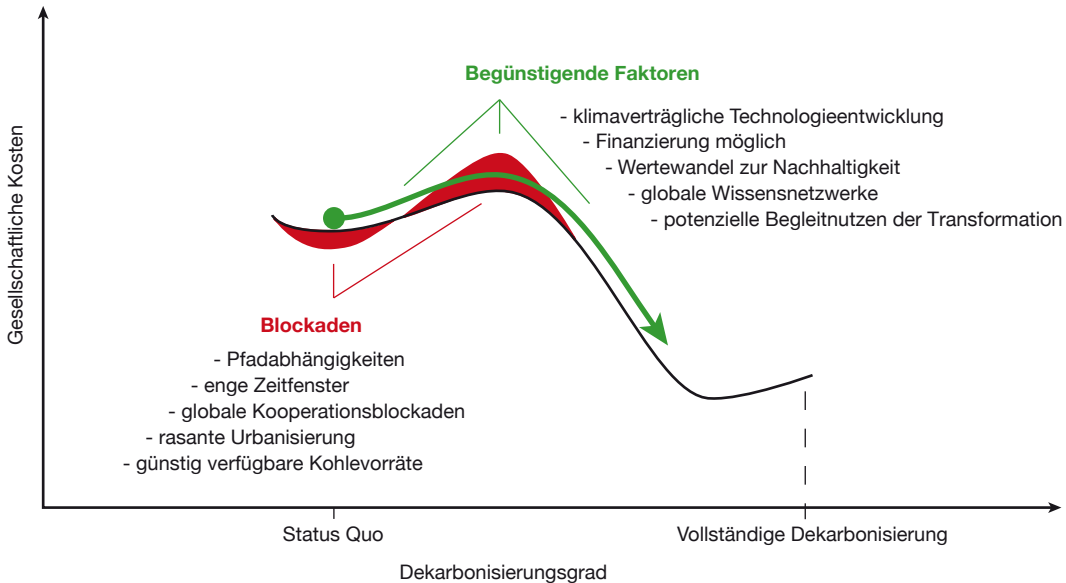 Gesellschaftliche Kosten
Begünstigende Faktoren
- klimaverträgliche Technologieentwicklung
- Finanzierung möglich
- Wertewandel zur Nachhaltigkeit
- globale Wissensnetzwerke
- potenzielle Begleitnutzen der Transformation
Blockaden
- Pfadabhängigkeiten
- enge Zeitfenster
- globale Kooperationsblockaden
- rasante Urbanisierung
- günstig verfügbare Kohlevorräte
Status Quo
Vollständige Dekarbonisierung
Dekarbonisierungsgrad